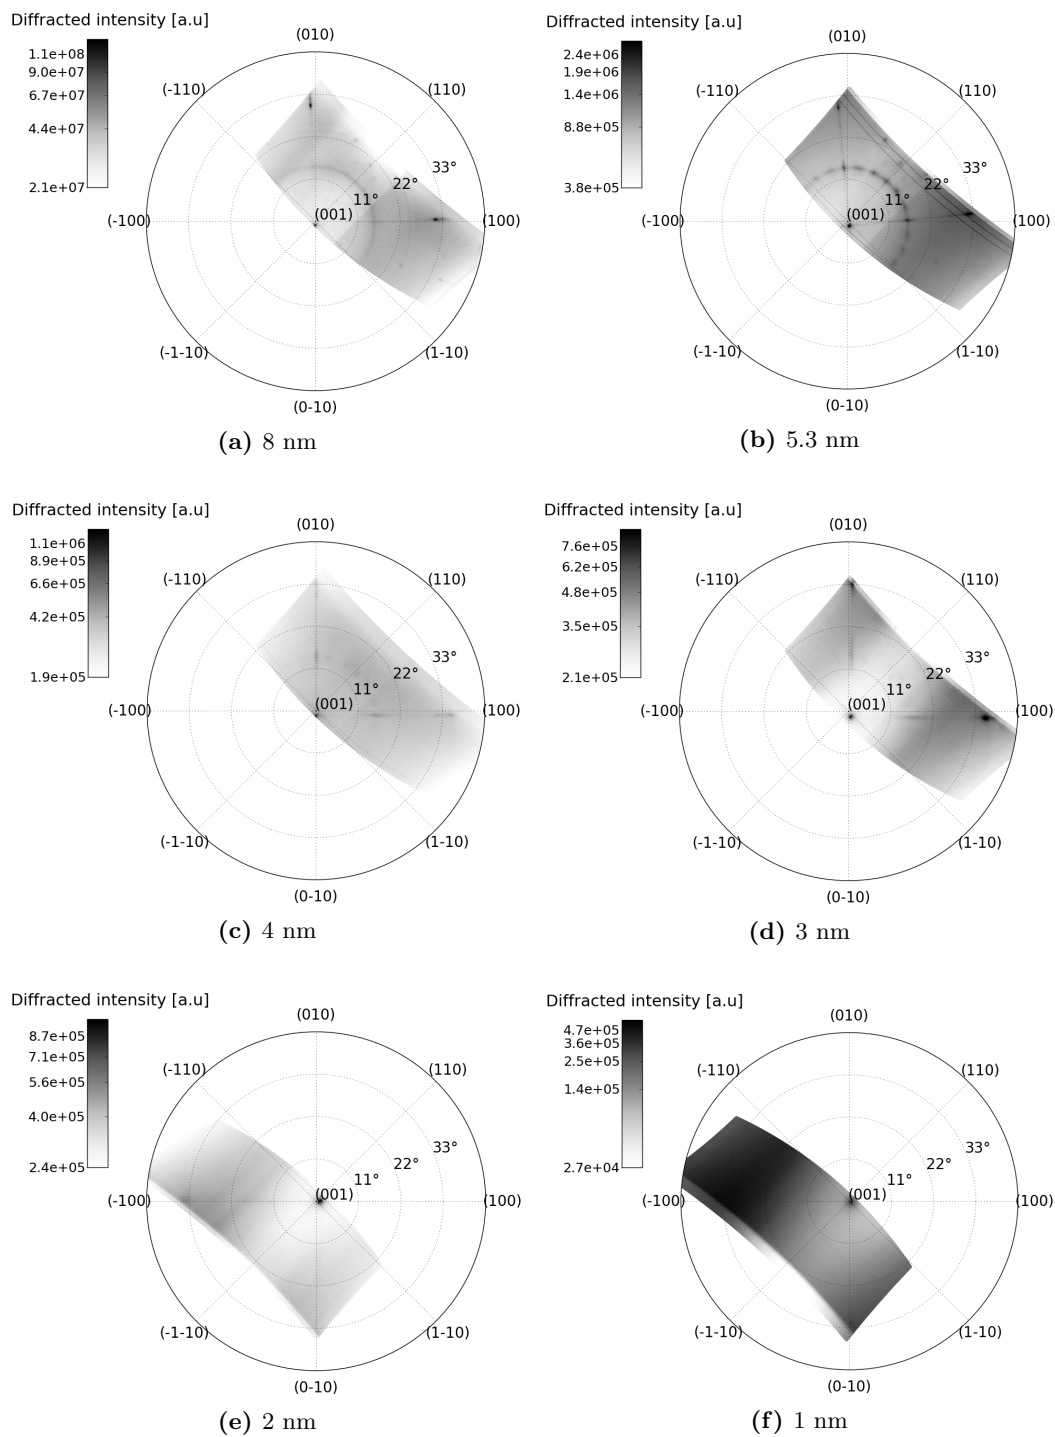 Diffracted intensity [a.u]
1.1e+08
9.0e+07
6.7e+07
4.4e+07
2.1e+07
(010)
(-110)
(110)
33°
22°
11°
(-100)
(001)
(100)
(-1-10)
(1-10)
(0-10)
(a) 8 nm
Diffracted intensity [a.u]
2.4e+06
1.9e+06
1.4e+06
8.8e+05
3.8e+05
(010)
(-110)
(110)
33°
22°
11°
(-100)
(001)
(100)
(-1-10)
(1-10)
(0-10)
(b) 5.3 nm
Diffracted intensity [a.u]
1.1e+06
8.9e+05
6.6e+05
4.2e+05
1.9e+05
(010)
(-110)
(110)
33°
22°
11°
(-100)
(001)
(100)
(-1-10)
(1-10)
(0-10)
(c) 4 nm
Diffracted intensity [a.u]
7.6e+05
6.2e+05
4.8e+05
3.5e+05
2.1e+05
(010)
(-110)
(110)
33°
22°
11°
(-100)
(001)
(100)
(-1-10)
(1-10)
(0-10)
(d) 3 nm
Diffracted intensity [a.u]
8.7e+05
7.1e+05
5.6e+05
4.0e+05
2.4e+05
(010)
(-110)
(110)
33°
22°
11°
(-100)
(001)
(100)
(-1-10)
(1-10)
(0-10)
(e) 2 nm
Diffracted intensity [a.u]
4.7e+05
3.6e+05
2.5e+05
1.4e+05
2.7e+04
(010)
(-110)
(110)
33°
22°
11°
(-100)
(001)
(100)
(-1-10)
(1-10)
(0-10)
(f) 1 nm